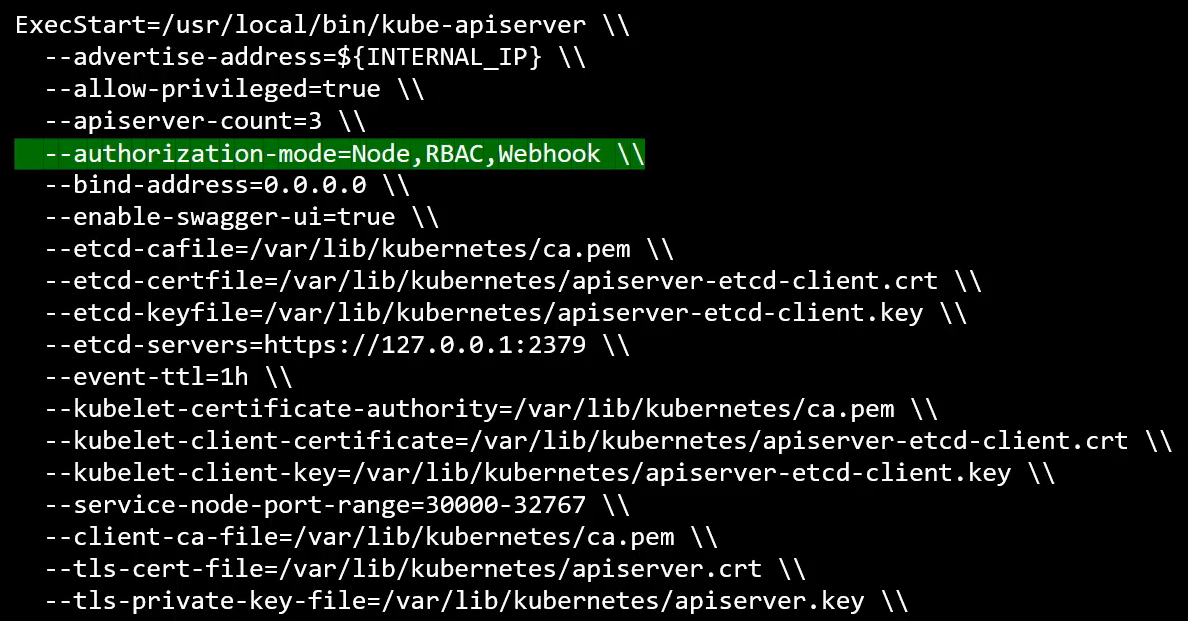 ExecStart=/usr/local/bin/kube-apiserver \\
--advertise-address=${INTERNAL_IP} \\
--allow-privileged=true \\
--apiserver-count=3 \\
--authorization-mode=Node,RBAC,Webhook \\
--bind-address=0.0.0.0 \\
--enable-swagger-ui=true \\
--etcd-cafile=/var/lib/kubernetes/ca.pem \\
--etcd-certfile=/var/lib/kubernetes/apiserver-etcd-client.crt \\
--etcd-keyfile=/var/lib/kubernetes/apiserver-etcd-client.key \\
--etcd-servers=https://127.0.0.1:2379 \\
--event-ttl=1h \\
--kubelet-certificate-authority=/var/lib/kubernetes/ca.pem \\
--kubelet-client-certificate=/var/lib/kubernetes/apiserver-etcd-client.crt \\
--kubelet-client-key=/var/lib/kubernetes/apiserver-etcd-client.key \\
--service-node-port-range=30000-32767 \\
--client-ca-file=/var/lib/kubernetes/ca.pem \\
--tls-cert-file=/var/lib/kubernetes/apiserver.crt \\
--tls-private-key-file=/var/lib/kubernetes/apiserver.key \\